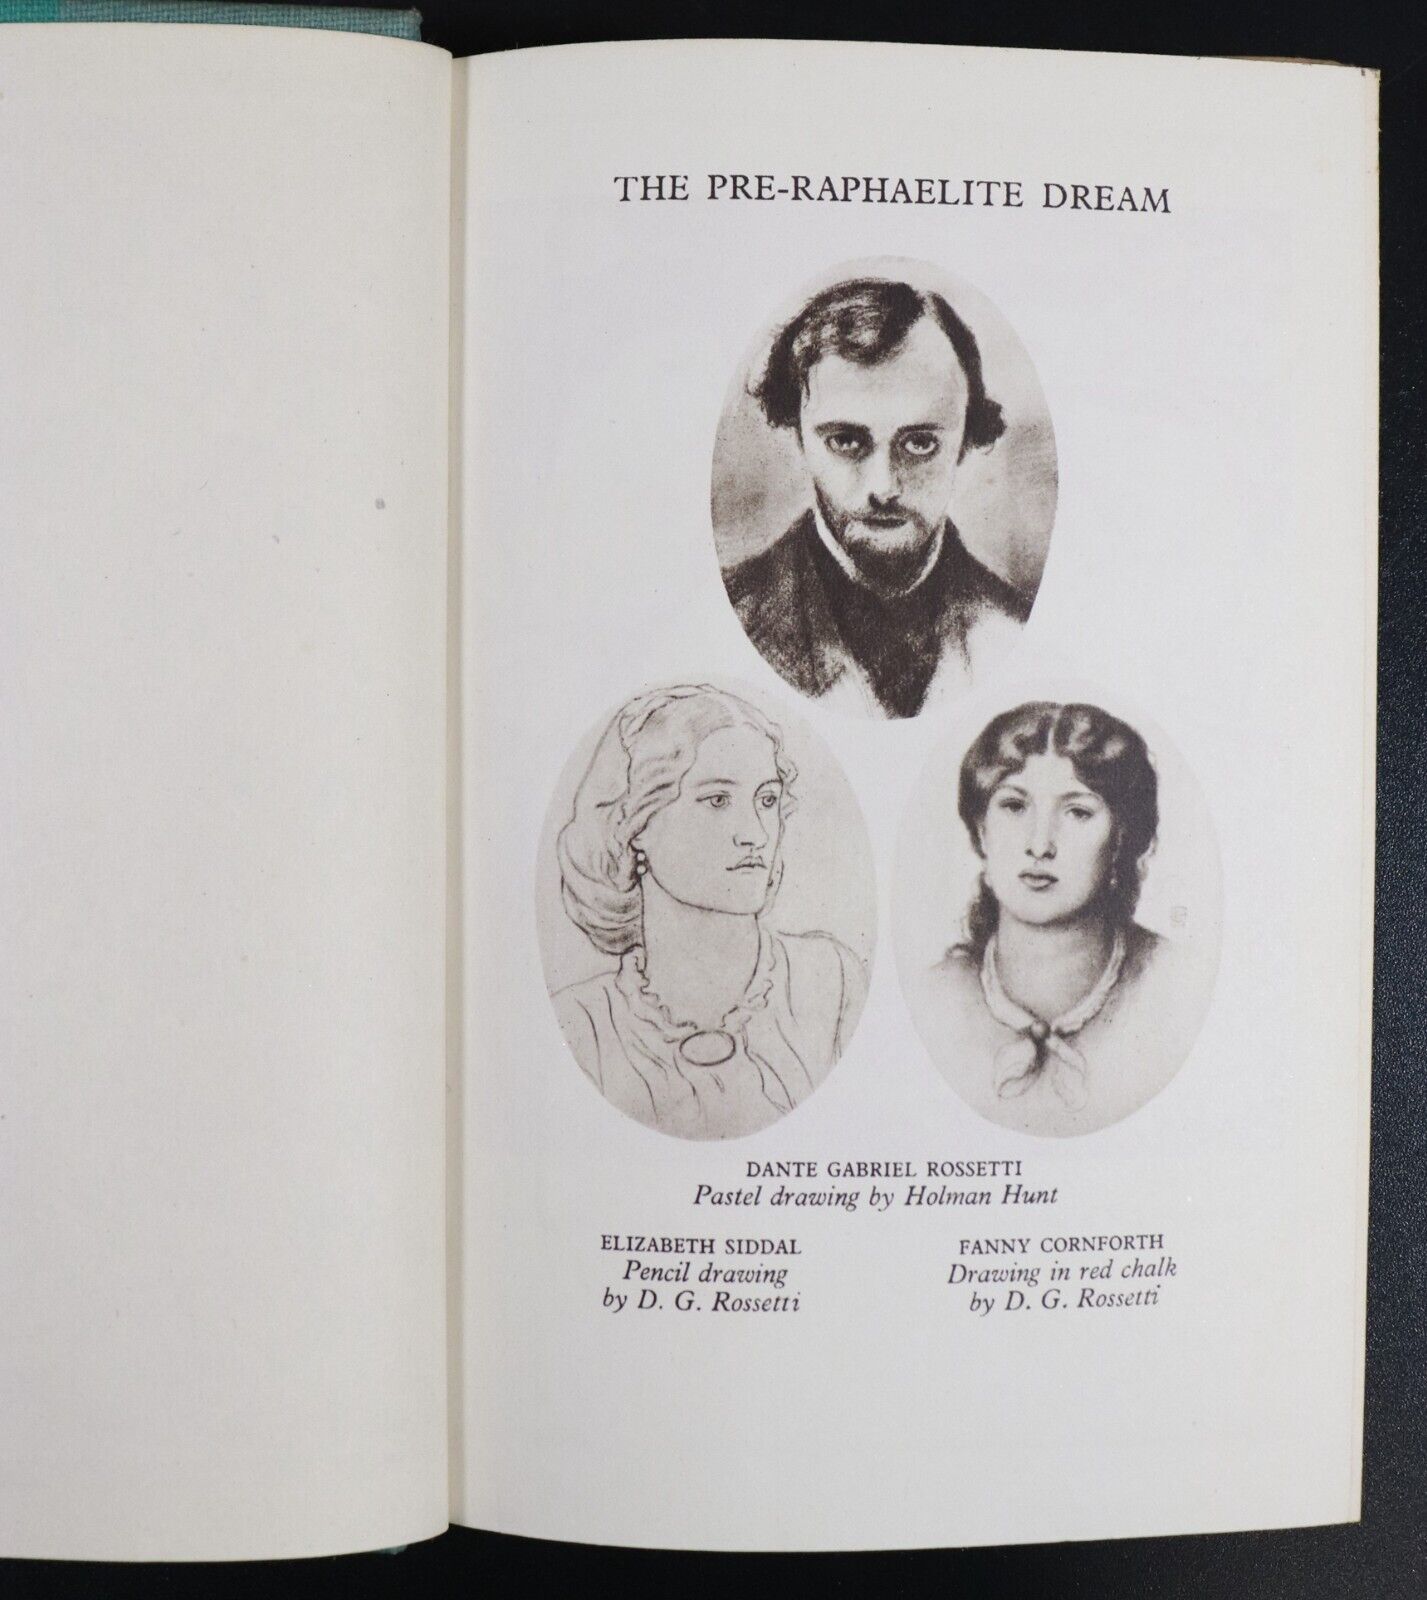 THE PRE-RAPHAELITE DREAM
DANTE GABRIEL ROSSETTI
Pastel drawing by Holman Hunt
ELIZABETH SIDDAL
Pencil drawing
by D. G. Rossetti
FANNY CORNFORTH
Drawing in red chalk
by D. G. Rossetti